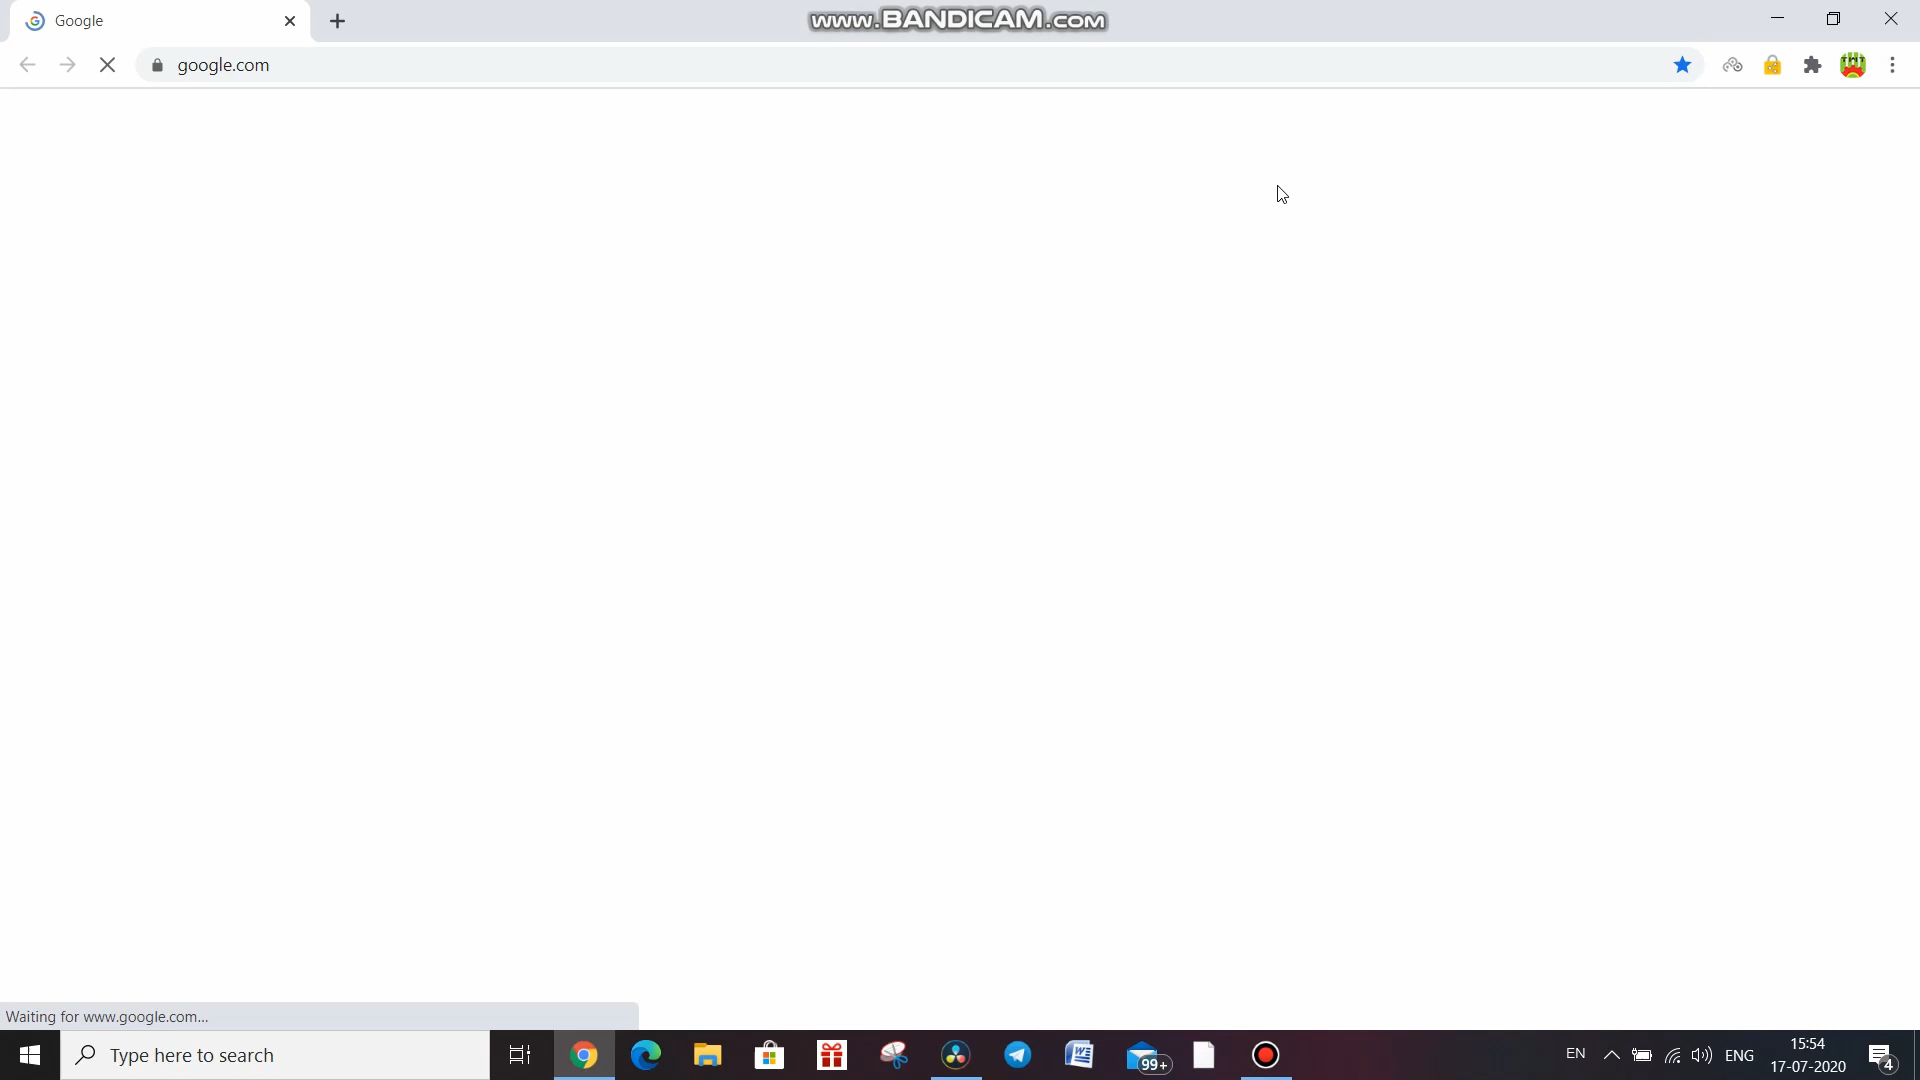 Google
www.BANDICAM.com
google.com
Waiting for www.google.com...
Type here to search
99+
EN
ENG
15:54
17-07-2020
4